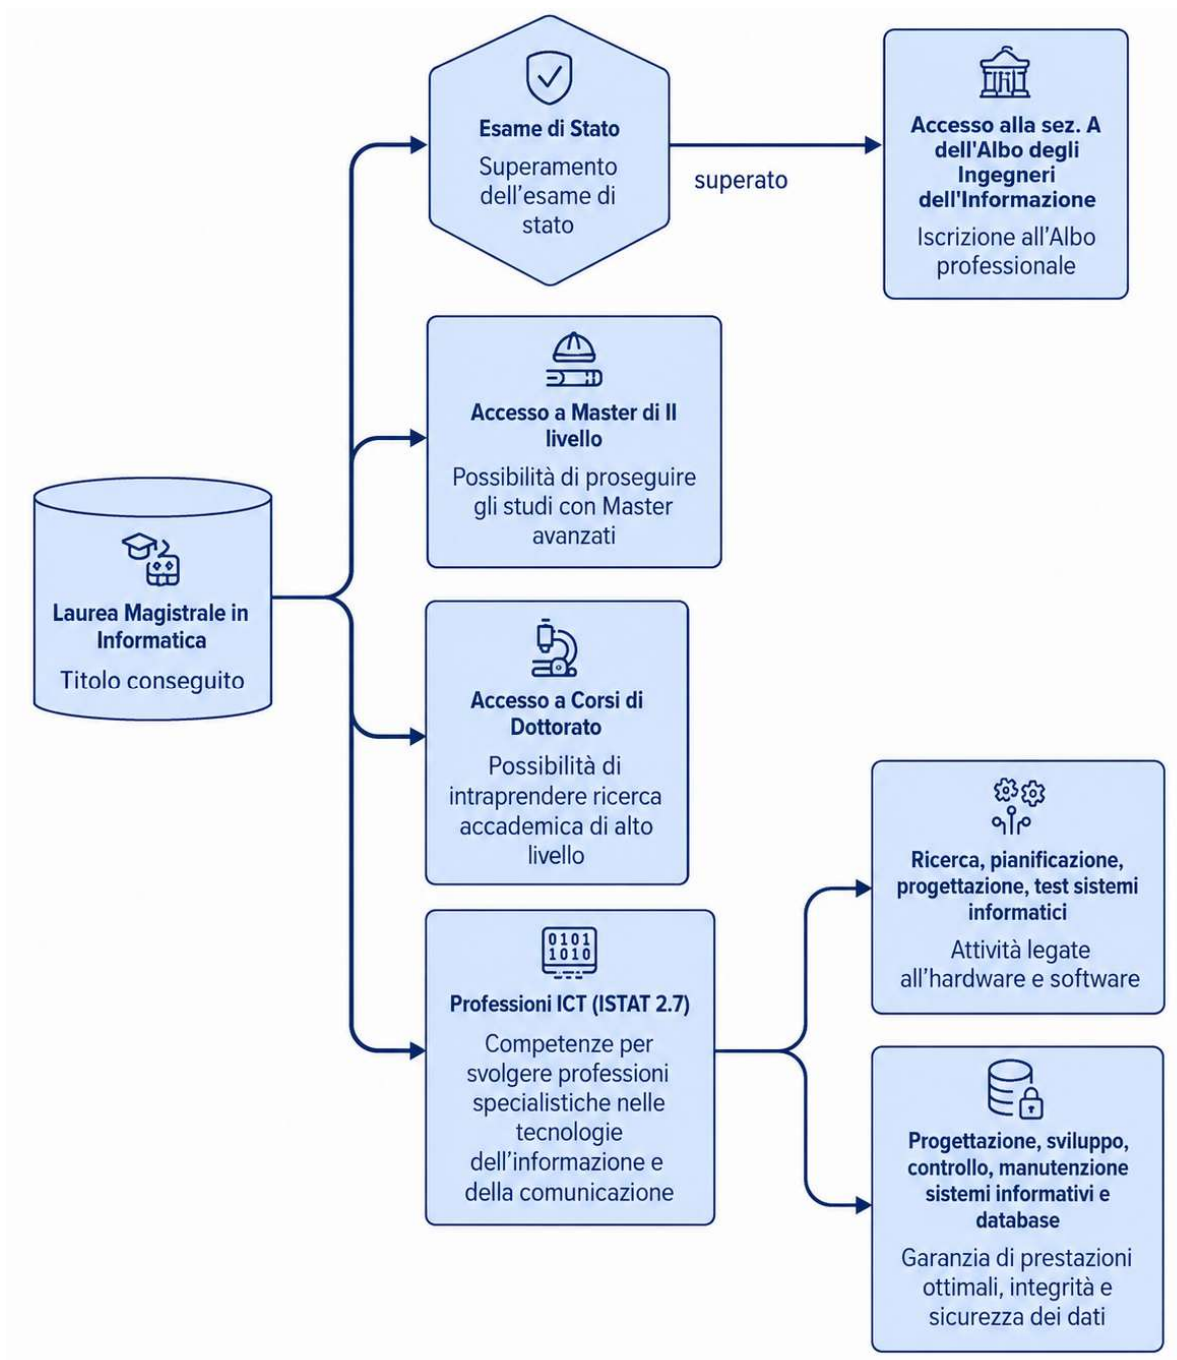 Esame di Stato
Superamento
dell'esame di
stato
superato
Accesso alla sez. A
dell'Albo degli
Ingegneri
dell'Informazione
Iscrizione all'Albo
professionale
Accesso a Master di II
livello
Possibilità di proseguire
gli studi con Master
avanzati
Laurea Magistrale in
Informatica
Titolo conseguito
Accesso a Corsi di
Dottorato
Possibilità di
intraprendere ricerca
accademica di alto
livello
0101
1010
Professioni ICT (ISTAT 2.7)
Competenze per
svolgere professioni
specialistiche nelle
tecnologie
dell'informazione e
della comunicazione
Ricerca, pianificazione,
progettazione, test sistemi
informatici
Attività legate
all'hardware e software
Progettazione, sviluppo,
controllo, manutenzione
sistemi informativi e
database
Garanzia di prestazioni
ottimali, integrità e
sicurezza dei dati